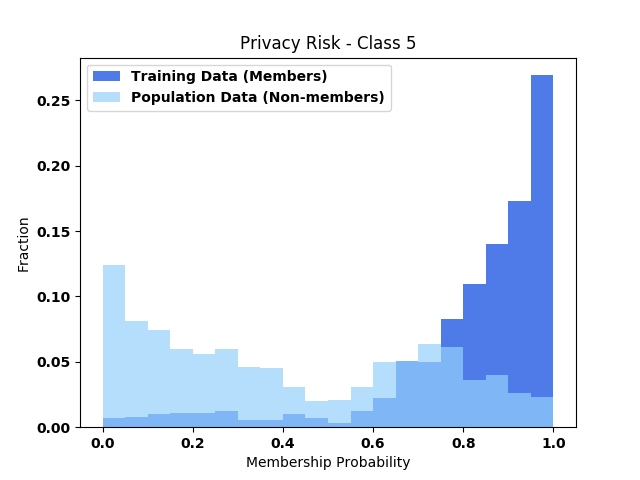 Privacy Risk - Class 5
Training Data (Members)
Population Data (Non-members)
0.25
0.20
0.15
0.10
0.05
0.00
Fraction
0.0 0.2 0.4 0.6 0.8 1.0
Membership Probability